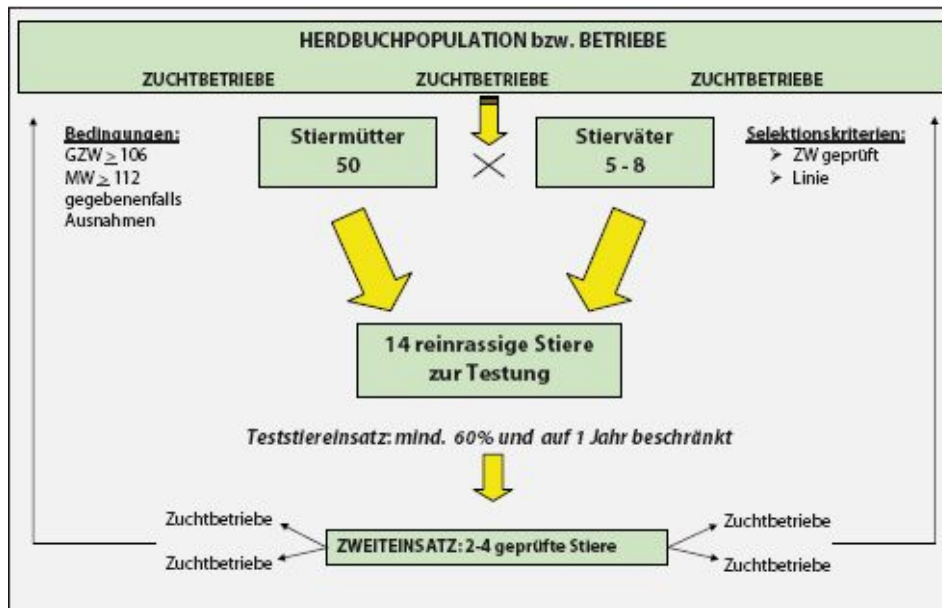 HERDBUCHPOPULATION bzw. BETRIEBE
ZUCHTBETRIEBE ZUCHTBETRIEBE ZUCHTBETRIEBE
Bedingungen:
GZW ≥ 106
MW ≥ 112
gegebenenfalls
Ausnahmen
Stiermütter
50
Stierväter
5 - 8
Selektionskriterien:
➢ ZW geprüft
➢ Linie
14 reinrassige Stiere
zur Testung
Teststiereinsatz: mind. 60% und auf 1 Jahr beschränkt
Zuchtbetriebe
Zuchtbetriebe
ZWEITEINSATZ: 2-4 geprüfte Stiere
Zuchtbetriebe
Zuchtbetriebe